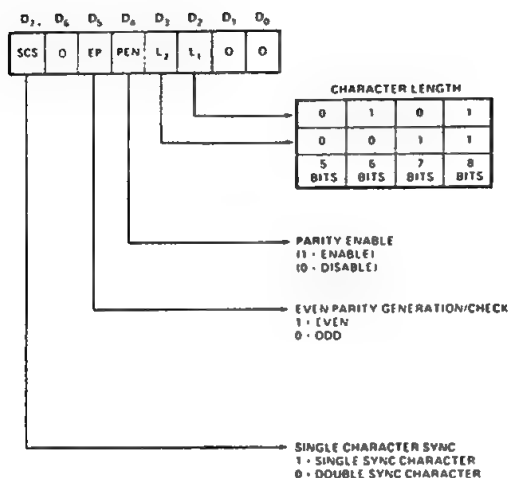 D7, D6 D5 D4 D3 D2 D1 D0
SCS 0 EP PEN L2 L1 0 0
CHARACTER LENGTH
0 1 0 1
0 0 1 1
5 BITS 6 BITS 7 BITS 8 BITS
PARITY ENABLE
(1 - ENABLE)
(0 - DISABLE)
EVEN PARITY GENERATION/CHECK
1 - EVEN
0 - ODD
SINGLE CHARACTER SYNC
1 - SINGLE SYNC CHARACTER
0 - DOUBLE SYNC CHARACTER